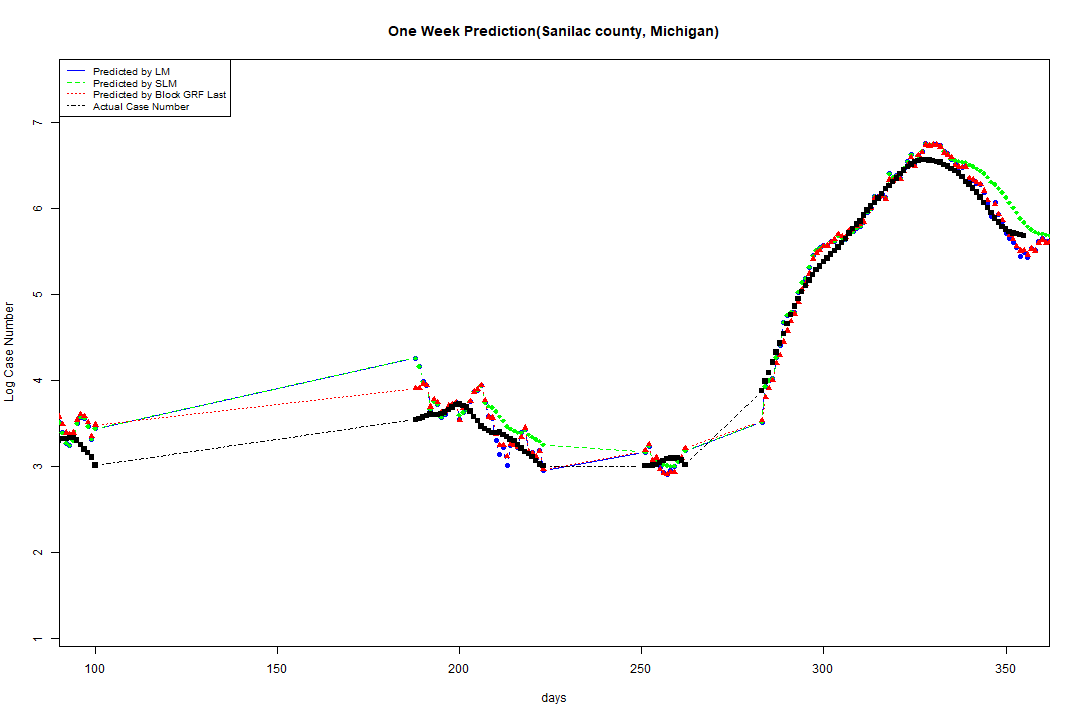 One Week Prediction(Sanilac county, Michigan)
Predicted by LM
Predicted by SLM
Predicted by Block GRF Last
Actual Case Number
7
6
5
4
3
2
1
Log Case Number
100 150 200 250 300 350
days